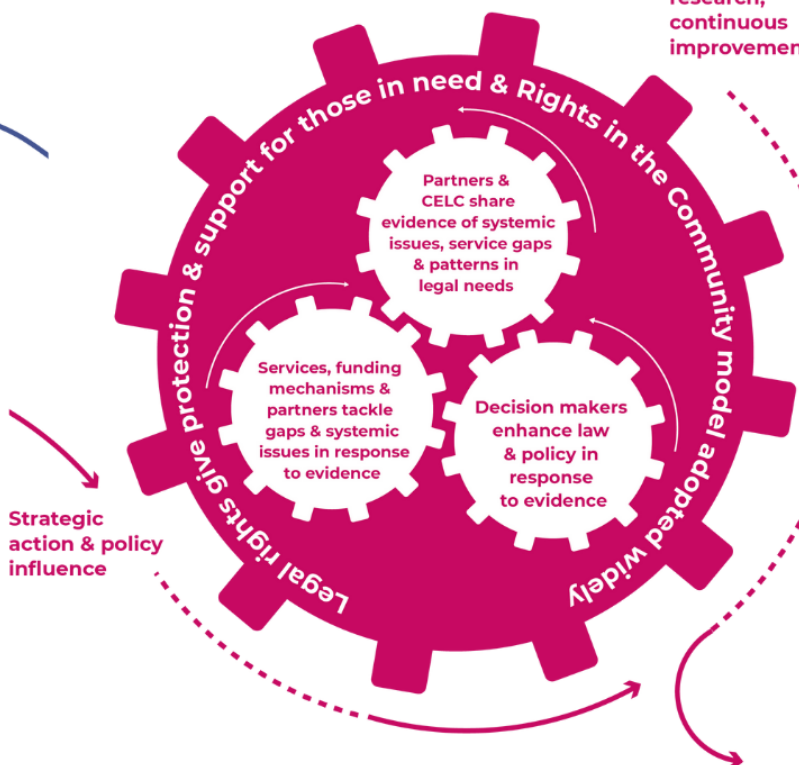 research,
continuous
improvemen
Legal rights give protection & support for those in need & Rights in the Community model adopted widely
Partners &
CELC share
evidence of systemic
issues, service gaps
& patterns in
legal needs
Services, funding
mechanisms &
partners tackle
gaps & systemic
issues in response
to evidence
Decision makers
enhance law
& policy in
response
to evidence
Strategic
action & policy
influence